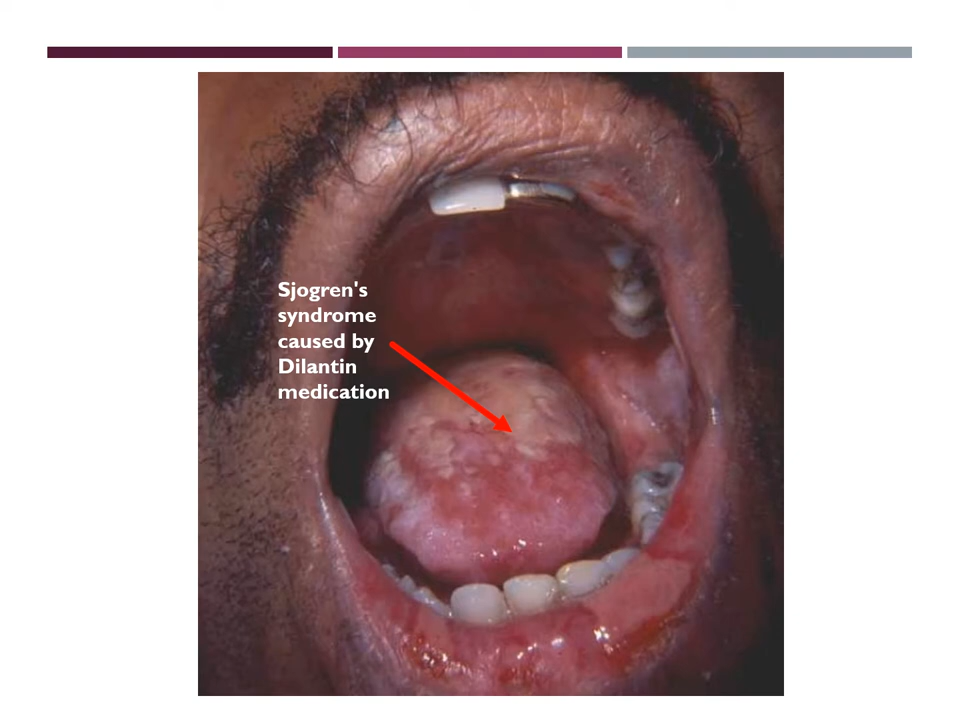 Sjogren's
syndrome
caused by
Dilantin
medication